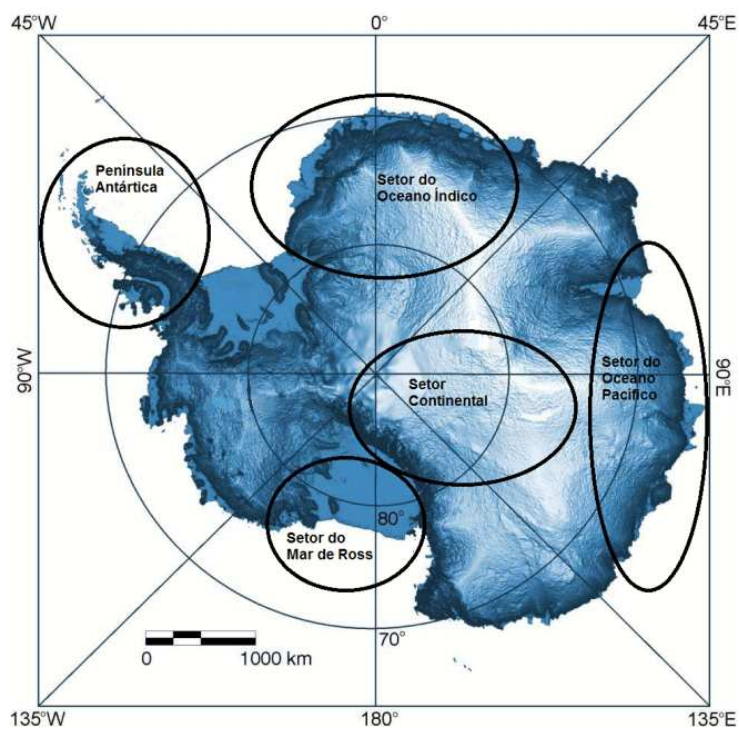 45°W
0°
45°E
Península
Antártica
Setor do
Oceano Índico
90°W
Setor
Continental
Setor do
Oceano
Pacífico
90°E
80°
Setor do
Mar de Ross
70°
0
1000 km
135°W
180°
135°E